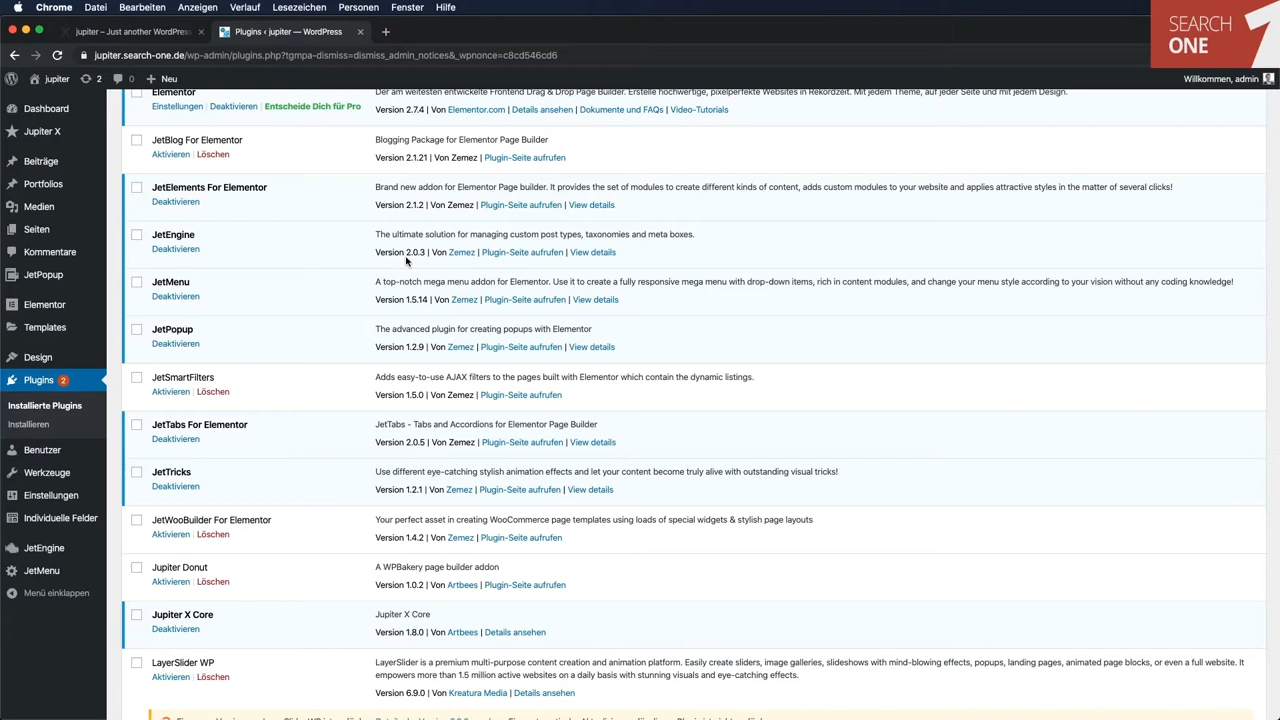 Chrome Datei Bearbeiten Anzeigen Verlauf Lesezeichen Personen Fenster Hilfe
SEARCH
ONE
jupiter – Just another WordPress
Plugins ‹ jupiter — WordPress
jupiter.search-one.de/wp-admin/plugins.php?tgmpa-dismiss=dismiss_admin_notices&_wpnonce=c8cd546cd6
jupiter 2 0 Neu Willkommen, admin
Dashboard
Jupiter X
Beiträge
Portfolios
Medien
Seiten
Kommentare
JetPopup
Elementor
Templates
Design
Plugins 2
Installierte Plugins
Installieren
Benutzer
Werkzeuge
Einstellungen
Individuelle Felder
JetEngine
JetMenu
Menü einklappen
Elementor
Einstellungen | Deaktivieren | Entscheide Dich für Pro
Der am weitesten entwickelte Frontend Drag & Drop Page Builder. Erstelle hochwertige, pixelperfekte Websites in Rekordzeit. Mit jedem Theme, auf jeder Seite und mit jedem Design.
Version 2.7.4 | Von Elementor.com | Details ansehen | Dokumente und FAQs | Video-Tutorials
JetBlog For Elementor
Aktivieren | Löschen
Blogging Package for Elementor Page Builder
Version 2.1.21 | Von Zemez | Plugin-Seite aufrufen
JetElements For Elementor
Deaktivieren
Brand new addon for Elementor Page builder. It provides the set of modules to create different kinds of content, adds custom modules to your website and applies attractive styles in the matter of several clicks!
Version 2.1.2 | Von Zemez | Plugin-Seite aufrufen | View details
JetEngine
Deaktivieren
The ultimate solution for managing custom post types, taxonomies and meta boxes.
Version 2.0.3 | Von Zemez | Plugin-Seite aufrufen | View details
JetMenu
Deaktivieren
A top-notch mega menu addon for Elementor. Use it to create a fully responsive mega menu with drop-down items, rich in content modules, and change your menu style according to your vision without any coding knowledge!
Version 1.5.14 | Von Zemez | Plugin-Seite aufrufen | View details
JetPopup
Deaktivieren
The advanced plugin for creating popups with Elementor
Version 1.2.9 | Von Zemez | Plugin-Seite aufrufen | View details
JetSmartFilters
Aktivieren | Löschen
Adds easy-to-use AJAX filters to the pages built with Elementor which contain the dynamic listings.
Version 1.5.0 | Von Zemez | Plugin-Seite aufrufen
JetTabs For Elementor
Deaktivieren
JetTabs - Tabs and Accordions for Elementor Page Builder
Version 2.0.5 | Von Zemez | Plugin-Seite aufrufen | View details
JetTricks
Deaktivieren
Use different eye-catching stylish animation effects and let your content become truly alive with outstanding visual tricks!
Version 1.2.1 | Von Zemez | Plugin-Seite aufrufen | View details
JetWooBuilder For Elementor
Aktivieren | Löschen
Your perfect asset in creating WooCommerce page templates using loads of special widgets & stylish page layouts
Version 1.4.2 | Von Zemez | Plugin-Seite aufrufen
Jupiter Donut
Aktivieren | Löschen
A WPBakery page builder addon
Version 1.0.2 | Von Artbees | Plugin-Seite aufrufen
Jupiter X Core
Deaktivieren
Jupiter X Core
Version 1.8.0 | Von Artbees | Details ansehen
LayerSlider WP
Aktivieren | Löschen
LayerSlider is a premium multi-purpose content creation and animation platform. Easily create sliders, image galleries, slideshows with mind-blowing effects, popups, landing pages, animated page blocks, or even a full website. It
empowers more than 1.5 million active websites on a daily basis with stunning visuals and eye-catching effects.
Version 6.9.0 | Von Kreatura Media | Details ansehen